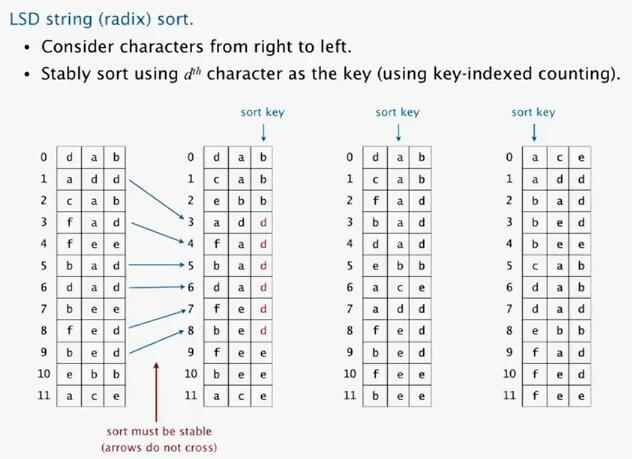 LSD string (radix) sort.
• Consider characters from right to left.
• Stably sort using dth character as the key (using key-indexed counting).
sort key sort key sort key
0 d a b 0 d a b 0 d a b 0 a c e
1 a d d 1 c a b 1 c a b 1 a d d
2 c a b 2 e b b 2 f a d 2 b a d
3 f a d 3 a d d 3 b a d 3 b e d
4 f e e 4 f a d 4 d a d 4 b e e
5 b a d 5 b a d 5 e b b 5 c a b
6 d a d 6 d a d 6 a c e 6 d a b
7 b e e 7 f e d 7 a d d 7 d a d
8 f e d 8 b e d 8 f e d 8 e b b
9 b e d 9 f e e 9 b e d 9 f a d
10 e b b 10 b e e 10 f e e 10 f e d
11 a c e 11 a c e 11 b e e 11 f e e
sort must be stable
(arrows do not cross)